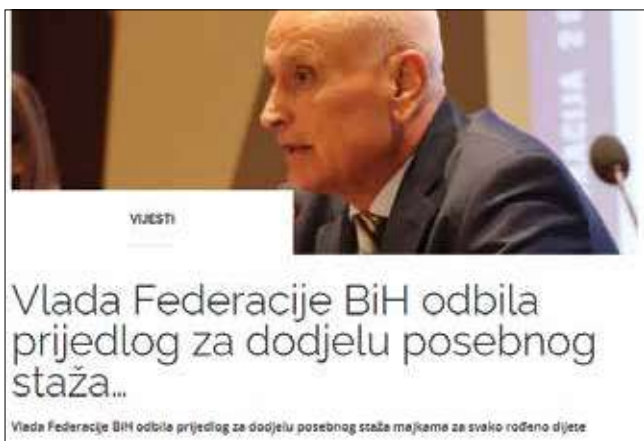 VIJESTI
Vlada Federacije BiH odbila
prijedlog za dodjelu posebnog
staža...
Vlada Federacije BiH odbila prijedlog za dodjelu posebnog staža majkama za svako rođeno dijete